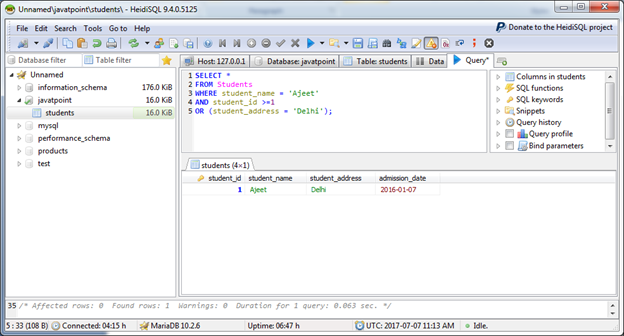 Unnamed\javatpoint\students\ - HeidiSQL 9.4.0.5125
File Edit Search Tools Go to Help
Donate to the HeidiSQL project
Database filter Table filter
Host: 127.0.0.1 Database: javatpoint Table: students Data Query*
Unnamed
information_schema 176.0 KiB
javatpoint 16.0 KiB
students 16.0 KiB
mysql
performance_schema
products
test
1 SELECT *
2 FROM Students
3 WHERE student_name = 'Ajeet'
4 AND student_id >=1
5 OR (student_address = 'Delhi');
Columns in students
SQL functions
SQL keywords
Snippets
Query history
Query profile
Bind parameters
students (4×1)
student_id student_name student_address admission_date
1 Ajeet Delhi 2016-01-07
35 /* Affected rows: 0 Found rows: 1 Warnings: 0 Duration for 1 query: 0.063 sec. */
5 : 33 (108 B) Connected: 04:15 h MariaDB 10.2.6 Uptime: 06:47 h UTC: 2017-07-07 11:13 AM Idle.